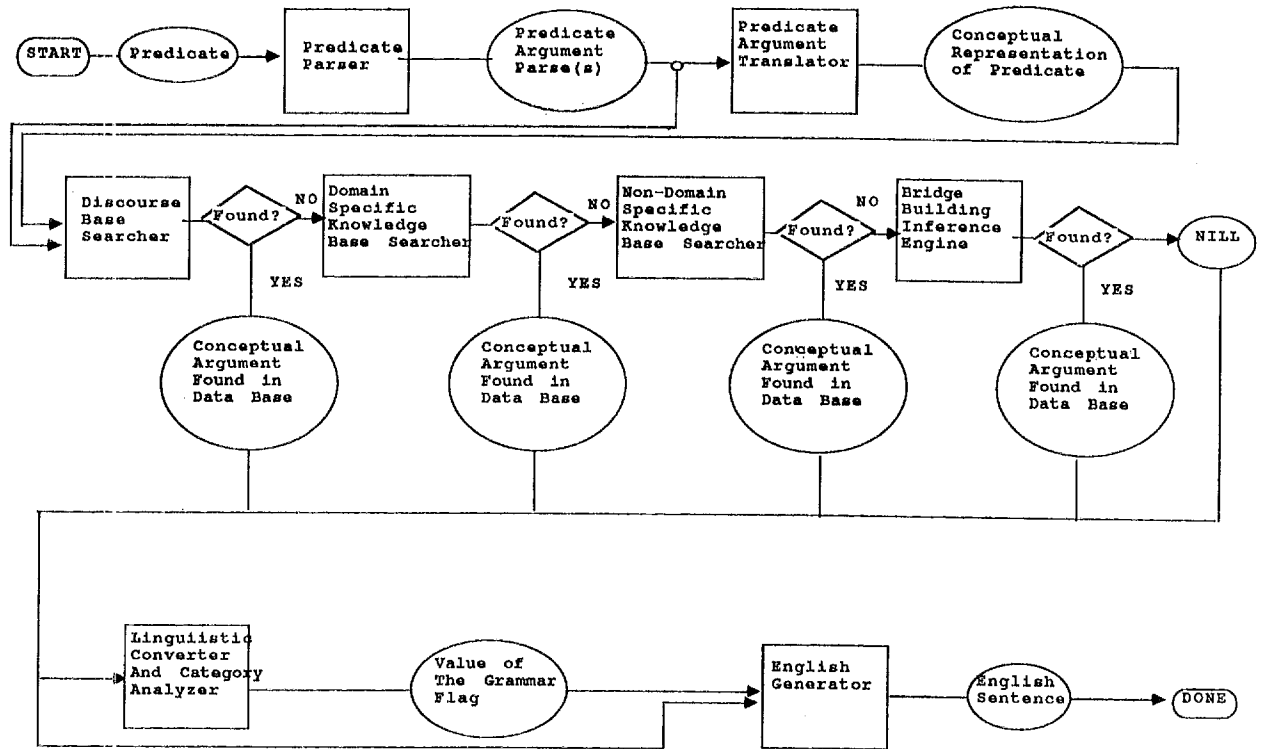 START
Predicate
Predicate
Parser
Predicate
Argument
Parse(s)
Predicate
Argument
Translator
Conceptual
Representation
of Predicate
Discourse
Base
Searcher
Found?
NO
YES
Domain
Specific
Knowledge
Base Searcher
Found?
NO
YES
Non-Domain
Specific
Knowledge
Base Searcher
Found?
NO
YES
Bridge
Building
Inference
Engine
Found?
YES
NILL
Conceptual
Argument
Found in
Data Base
Conceptual
Argument
Found in
Data Base
Conceptual
Argument
Found in
Data Base
Conceptual
Argument
Found in
Data Base
Linguiistic
Converter
And Category
Analyzer
Value of
The Grammar
Flag
English
Generator
English
Sentence
DONE